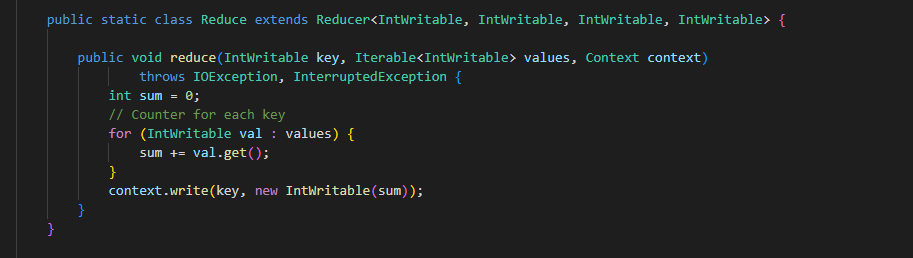 public static class Reduce extends Reducer<IntWritable, IntWritable, IntWritable, IntWritable> {
public void reduce(IntWritable key, Iterable<IntWritable> values, Context context)
throws IOException, InterruptedException {
int sum = 0;
// Counter for each key
for (IntWritable val : values) {
sum += val.get();
}
context.write(key, new IntWritable(sum));
}
}